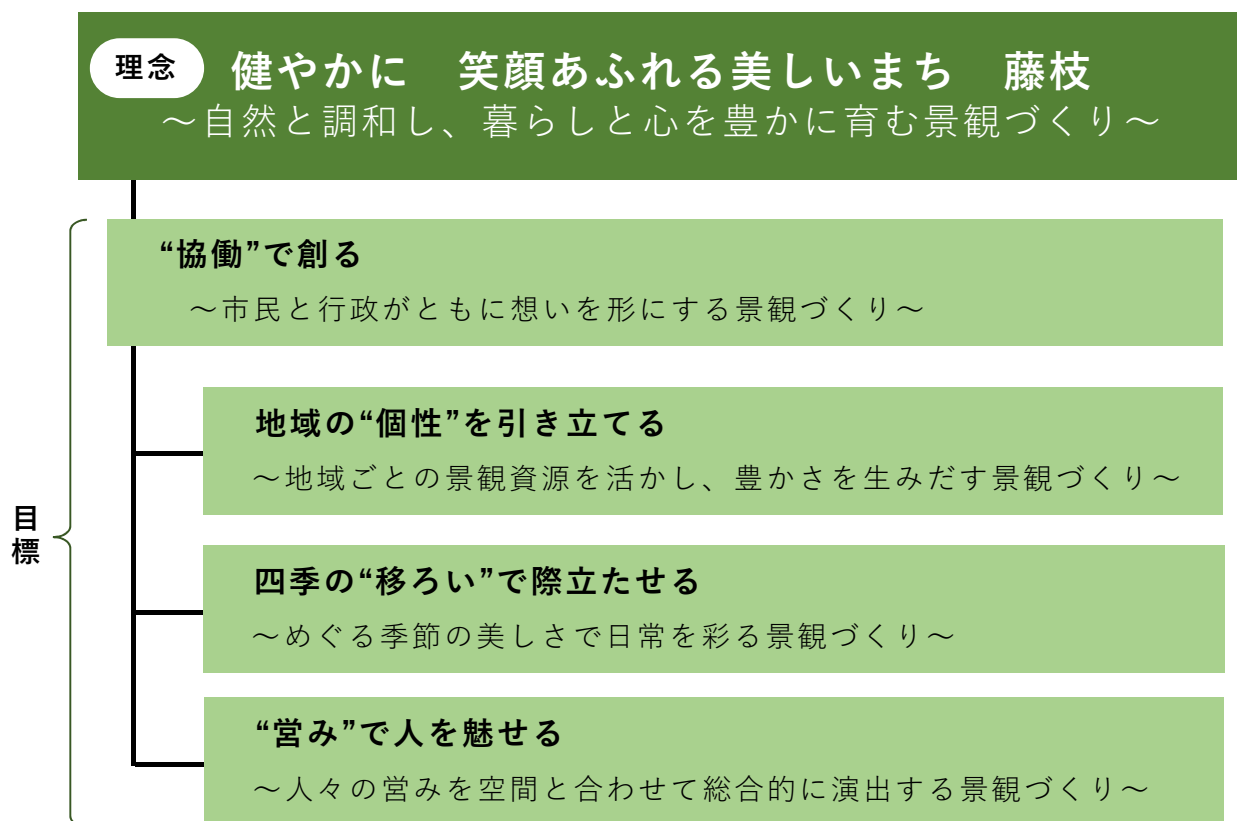 理念
健やかに　笑顔あふれる美しいまち　藤枝
～自然と調和し、暮らしと心を豊かに育む景観づくり～
目標
“協働”で創る
～市民と行政がともに想いを形にする景観づくり～
地域の“個性”を引き立てる
～地域ごとの景観資源を活かし、豊かさを生みだす景観づくり～
四季の“移ろい”で際立たせる
～めぐる季節の美しさで日常を彩る景観づくり～
“営み”で人を魅せる
～人々の営みを空間と合わせて総合的に演出する景観づくり～